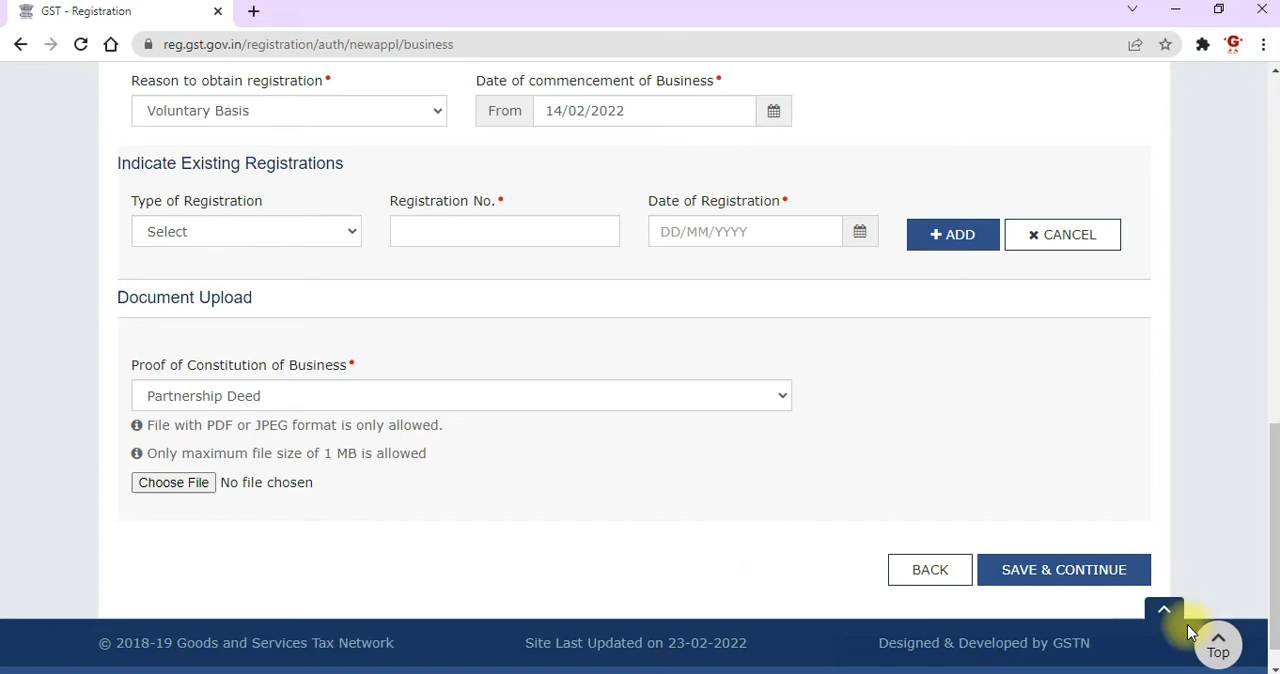 GST - Registration
reg.gst.gov.in/registration/auth/newappl/business
Reason to obtain registration• Date of commencement of Business•
Voluntary Basis From 14/02/2022
Indicate Existing Registrations
Type of Registration Registration No.• Date of Registration•
Select DD/MM/YYYY + ADD ✖ CANCEL
Document Upload
Proof of Constitution of Business•
Partnership Deed
File with PDF or JPEG format is only allowed.
Only maximum file size of 1 MB is allowed
Choose File No file chosen
BACK SAVE & CONTINUE
© 2018-19 Goods and Services Tax Network Site Last Updated on 23-02-2022 Designed & Developed by GSTN
Top